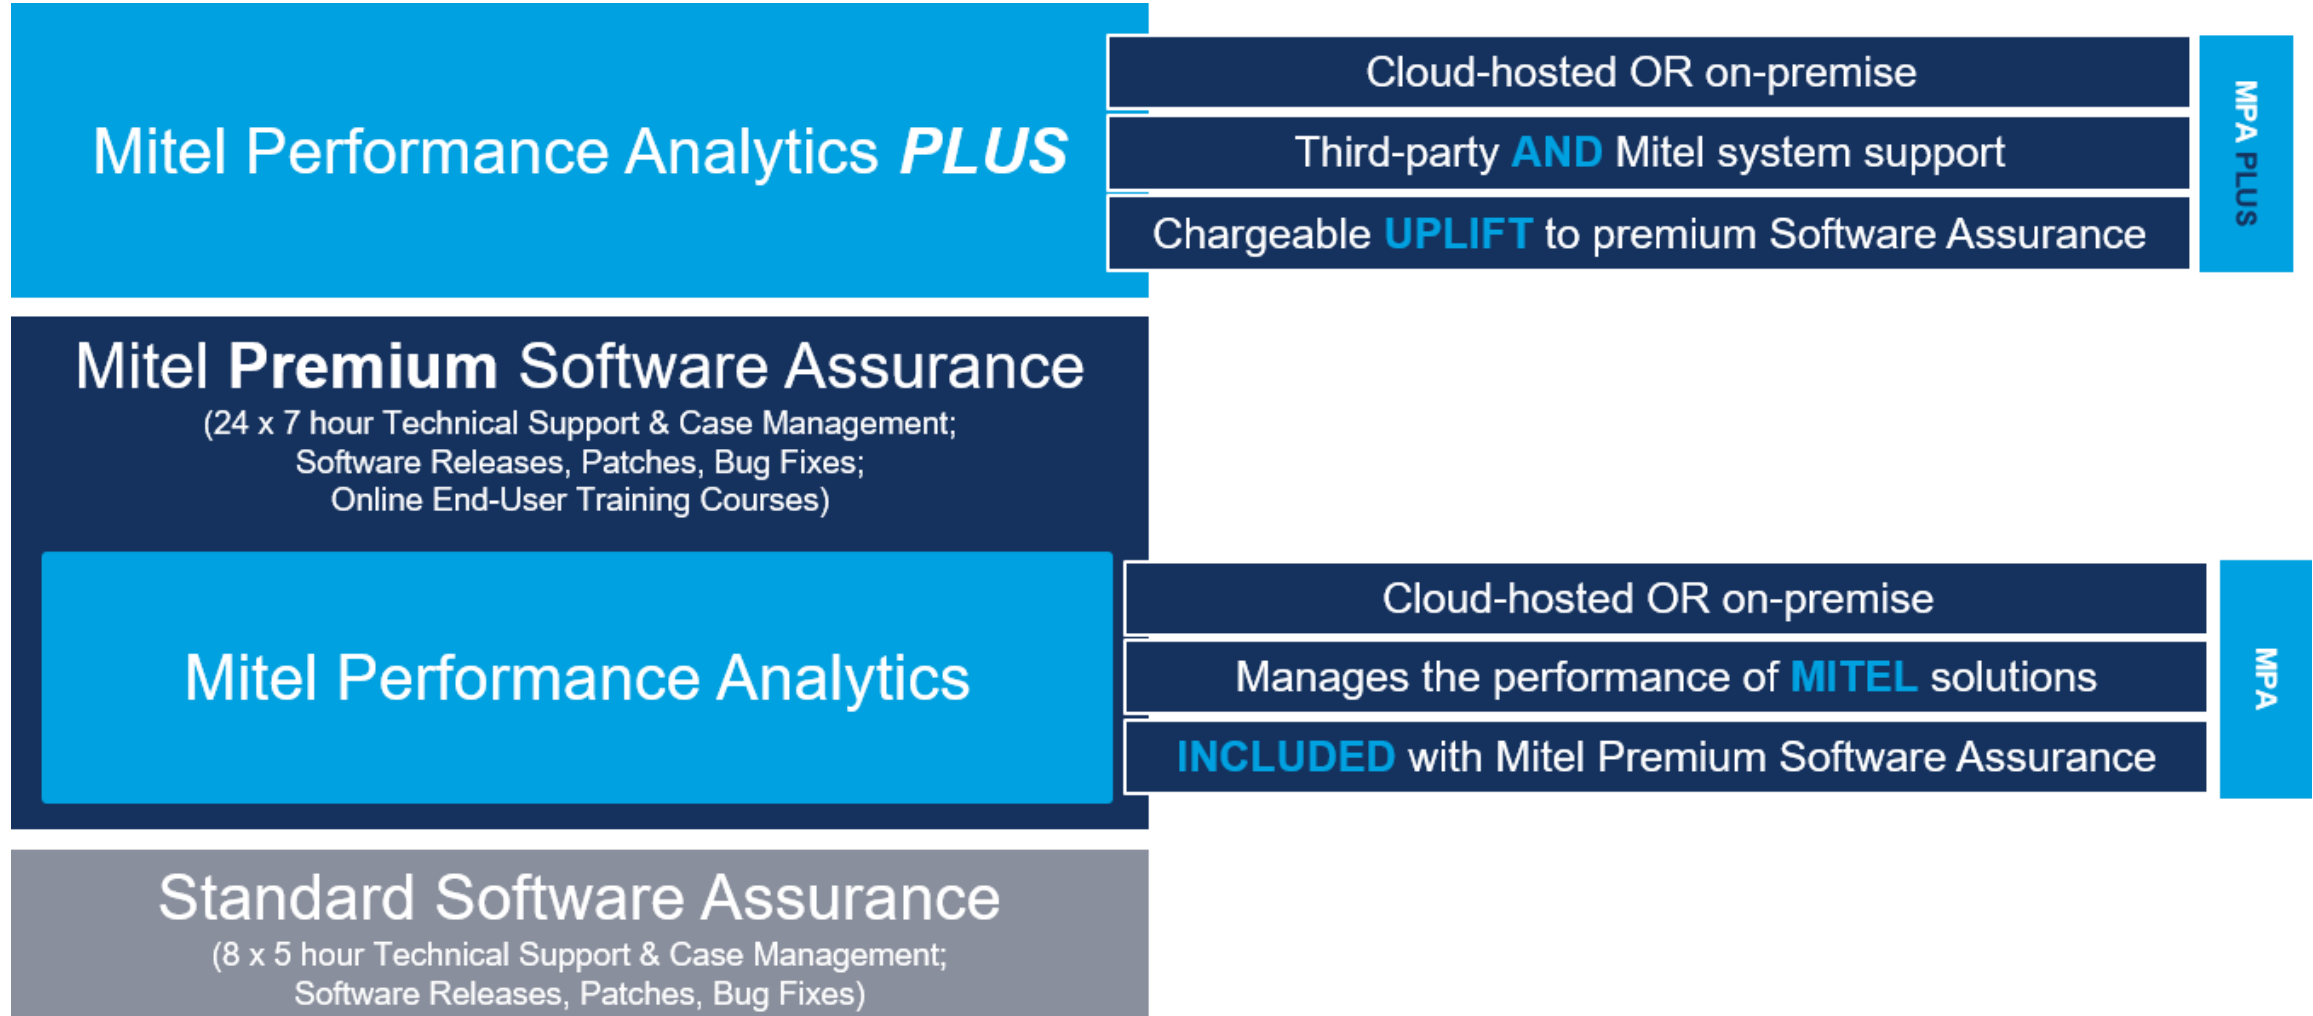 Mitel Performance Analytics PLUS
Cloud-hosted OR on-premise
Third-party AND Mitel system support
Chargeable UPLIFT to premium Software Assurance
MPA PLUS
Mitel Premium Software Assurance
(24 x 7 hour Technical Support & Case Management;
Software Releases, Patches, Bug Fixes;
Online End-User Training Courses)
Mitel Performance Analytics
Cloud-hosted OR on-premise
Manages the performance of MITEL solutions
INCLUDED with Mitel Premium Software Assurance
MPA
Standard Software Assurance
(8 x 5 hour Technical Support & Case Management;
Software Releases, Patches, Bug Fixes)